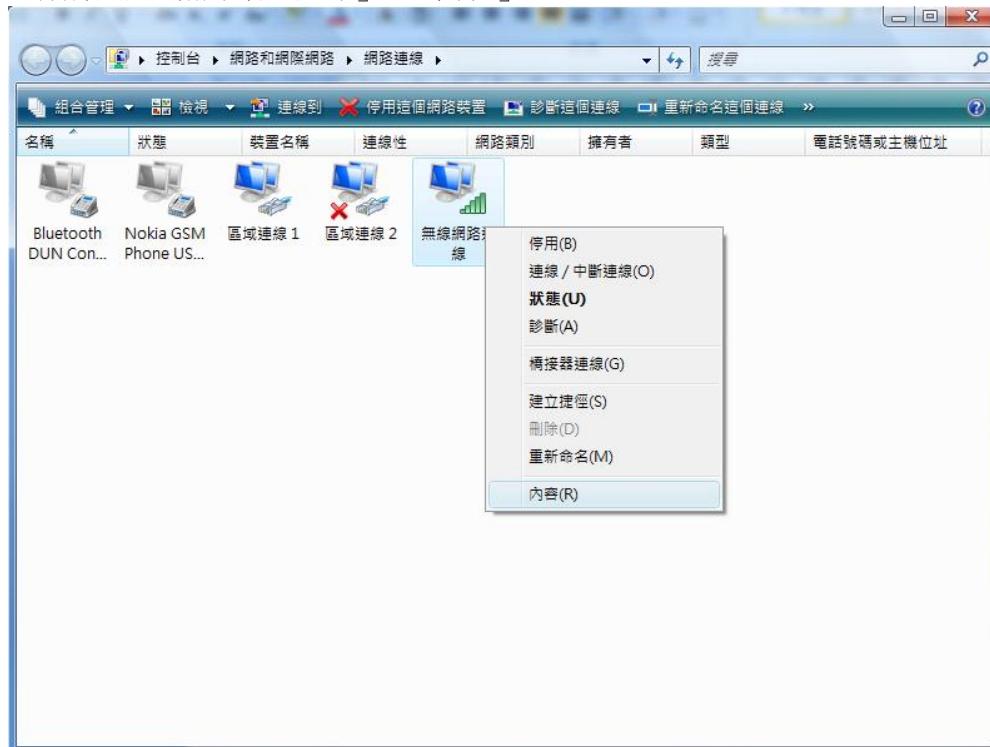 控制台 ▸ 網路和網際網路 ▸ 網路連線 ▸
搜尋
組合管理 檢視 連線到 停用這個網路裝置 診斷這個連線 重新命名這個連線 »
名稱 狀態 裝置名稱 連線性 網路類別 擁有者 類型 電話號碼或主機位址
Bluetooth DUN Con...
Nokia GSM Phone US...
區域連線 1
區域連線 2
無線網路
線
停用(B)
連線 / 中斷連線(O)
狀態(U)
診斷(A)
橋接器連線(G)
建立捷徑(S)
刪除(D)
重新命名(M)
內容(R)